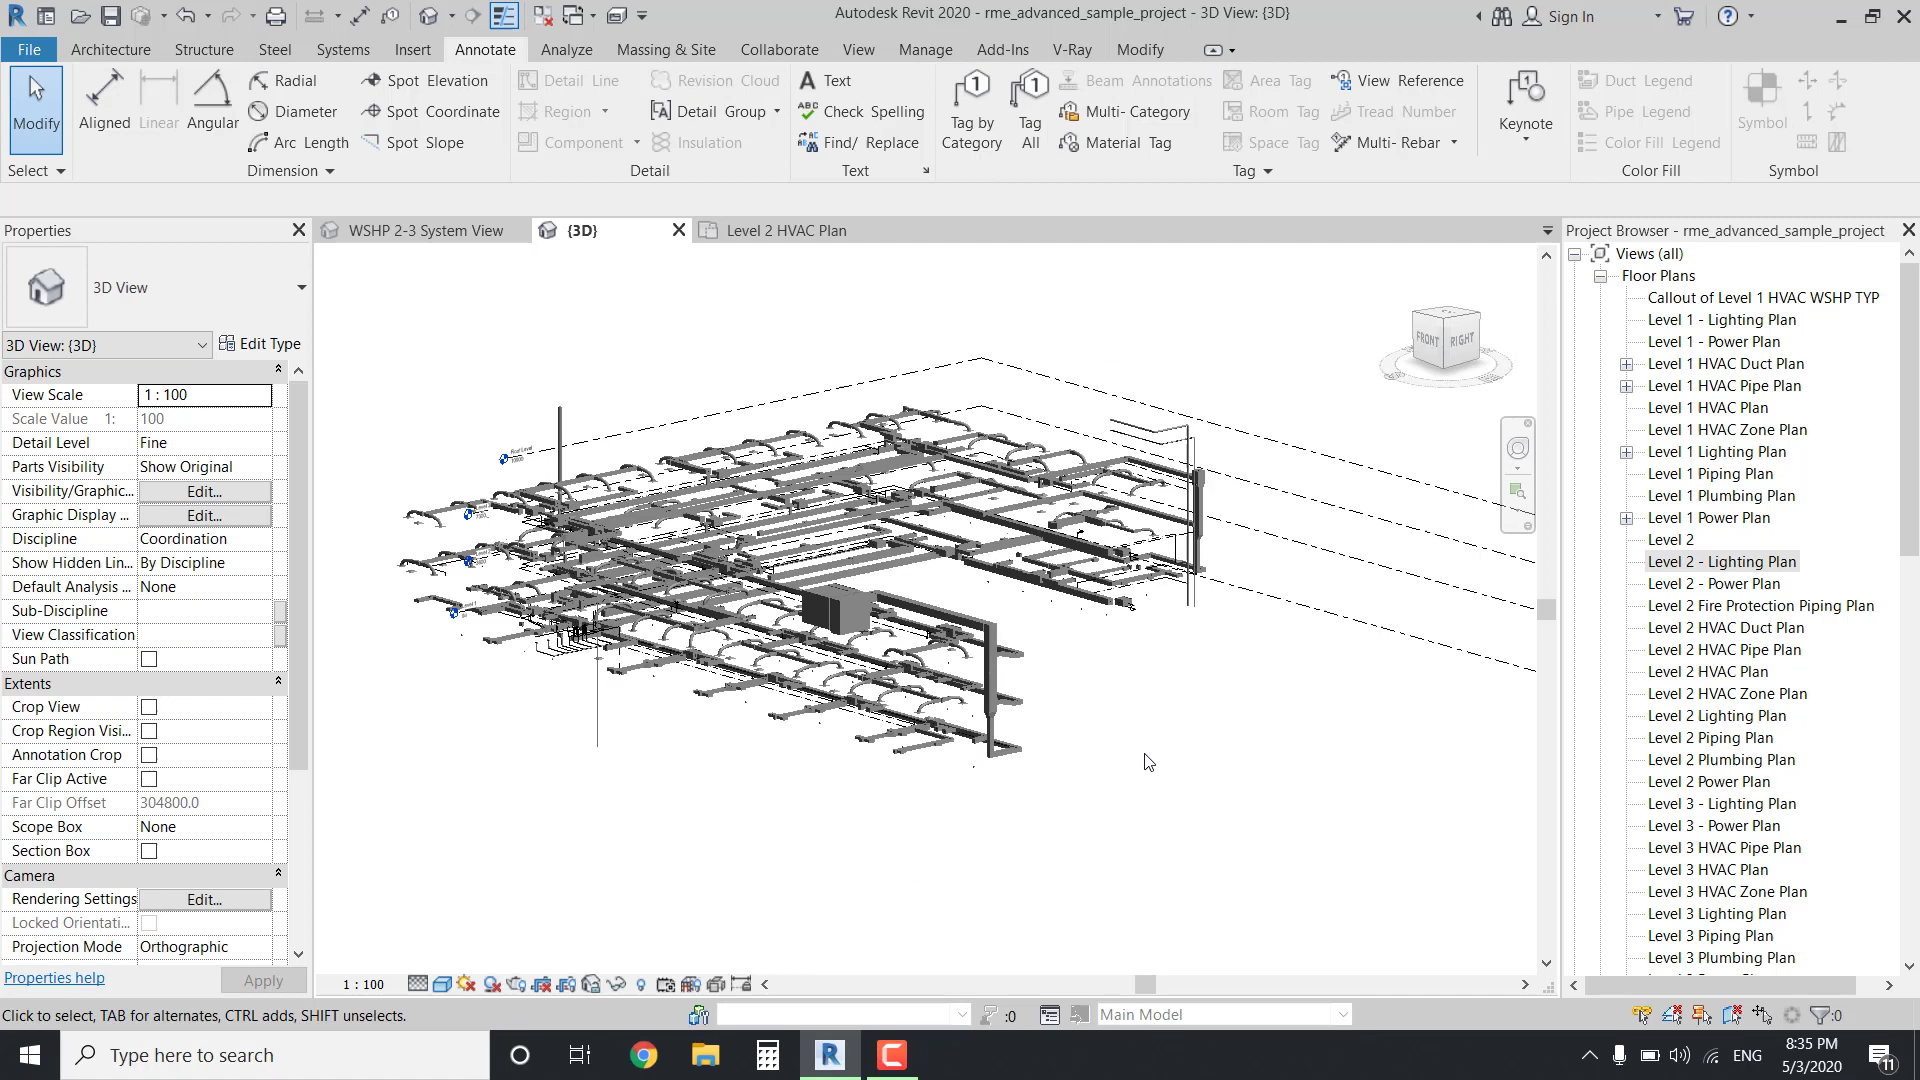 Autodesk Revit 2020 - rme_advanced_sample_project - 3D View: {3D}
Sign In
File Architecture Structure Steel Systems Insert Annotate Analyze Massing & Site Collaborate View Manage Add-Ins V-Ray Modify
Modify
Select
Aligned
Linear
Angular
Radial
Diameter
Arc Length
Spot Elevation
Spot Coordinate
Spot Slope
Dimension
Detail Line
Region
Component
Revision Cloud
Detail Group
Insulation
Detail
Text
Check Spelling
Find/ Replace
Text
Tag by
Category
Tag
All
Beam Annotations
Multi- Category
Material Tag
Area Tag
Room Tag
Space Tag
View Reference
Tread Number
Multi- Rebar
Tag
Keynote
Duct Legend
Pipe Legend
Color Fill Legend
Color Fill
Symbol
Symbol
Properties
3D View
3D View: {3D}
Edit Type
Graphics
View Scale 1 : 100
Scale Value 1: 100
Detail Level Fine
Parts Visibility Show Original
Visibility/Graphic... Edit...
Graphic Display ... Edit...
Discipline Coordination
Show Hidden Lin... By Discipline
Default Analysis ... None
Sub-Discipline
View Classification
Sun Path
Extents
Crop View
Crop Region Visi...
Annotation Crop
Far Clip Active
Far Clip Offset 304800.0
Scope Box None
Section Box
Camera
Rendering Settings Edit...
Locked Orientati...
Projection Mode Orthographic
Properties help
Apply
WSHP 2-3 System View
{3D}
Level 2 HVAC Plan
FRONT RIGHT
1 : 100
Project Browser - rme_advanced_sample_project
Views (all)
Floor Plans
Callout of Level 1 HVAC WSHP TYP
Level 1 - Lighting Plan
Level 1 - Power Plan
Level 1 HVAC Duct Plan
Level 1 HVAC Pipe Plan
Level 1 HVAC Plan
Level 1 HVAC Zone Plan
Level 1 Lighting Plan
Level 1 Piping Plan
Level 1 Plumbing Plan
Level 1 Power Plan
Level 2
Level 2 - Lighting Plan
Level 2 - Power Plan
Level 2 Fire Protection Piping Plan
Level 2 HVAC Duct Plan
Level 2 HVAC Pipe Plan
Level 2 HVAC Plan
Level 2 HVAC Zone Plan
Level 2 Lighting Plan
Level 2 Piping Plan
Level 2 Plumbing Plan
Level 2 Power Plan
Level 3 - Lighting Plan
Level 3 - Power Plan
Level 3 HVAC Pipe Plan
Level 3 HVAC Plan
Level 3 HVAC Zone Plan
Level 3 Lighting Plan
Level 3 Piping Plan
Level 3 Plumbing Plan
Click to select, TAB for alternates, CTRL adds, SHIFT unselects.
:0
Main Model
:0
Type here to search
ENG
8:35 PM
5/3/2020
11